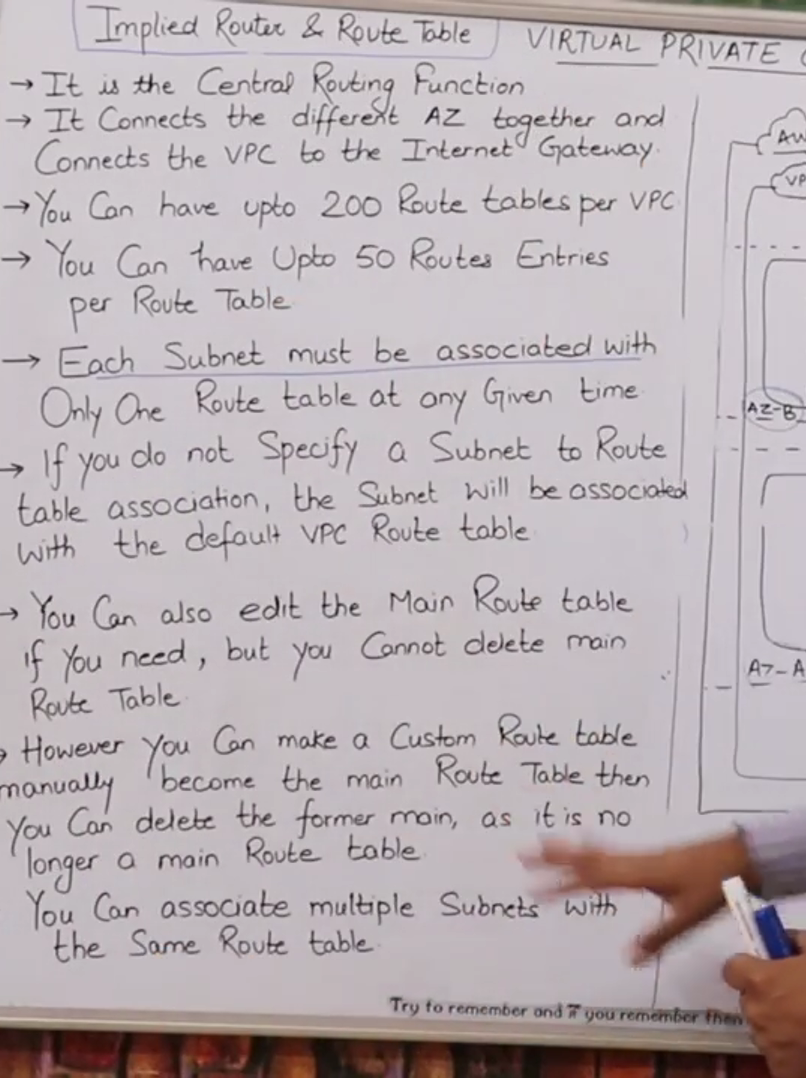 Implied Router & Route Table
VIRTUAL PRIVATE
→ It is the Central Routing Function
→ It Connects the different AZ together and
Connects the VPC to the Internet Gateway.
→ You Can have upto 200 Route tables per VPC
→ You Can have Upto 50 Routes Entries
per Route Table
→ Each Subnet must be associated with
Only One Route table at any Given time
→ If you do not Specify a Subnet to Route
table association, the Subnet will be associated
with the default VPC Route table
→ You Can also edit the Main Route table
if You need, but you Cannot delete main
Route Table.
However You Can make a Custom Route table
manually become the main Route Table then
You Can delete the former main, as it is no
longer a main Route table.
You Can associate multiple Subnets with
the Same Route table.
AZ-B
AZ-A
Try to remember and if you remember then